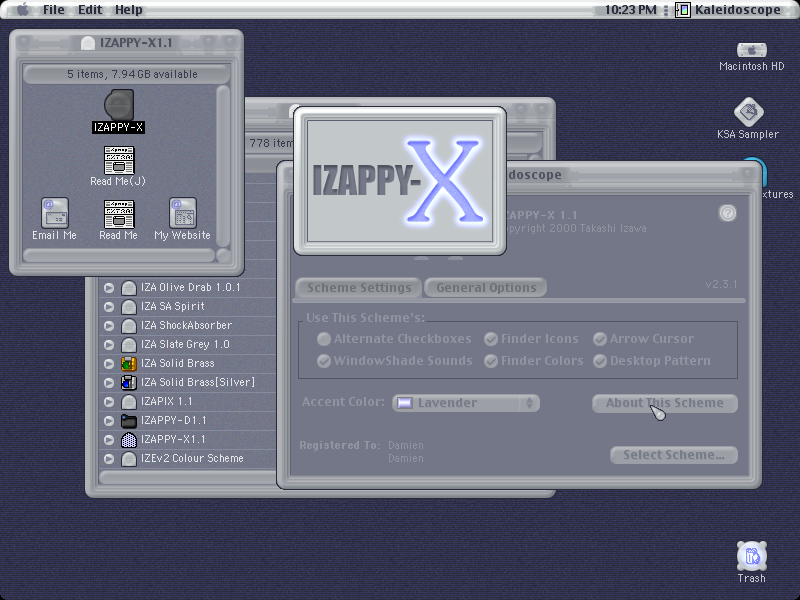 File Edit Help
10:23 PM Kaleidoscope
IZAPPY-X1.1
5 items, 7.94 GB available
IZAPPY-X
Read Me(J)
Email Me Read Me My Website
778 item
IZA Olive Drab 1.0.1
IZA SA Spirit
IZA ShockAbsorber
IZA Slate Grey 1.0
IZA Solid Brass
IZA Solid Brass[Silver]
IZAPIX 1.1
IZAPPY-D1.1
IZAPPY-X1.1
IZEv2 Colour Scheme
IZAPPY-X
doscope
ZAPPY-X 1.1
pyright 2000 Takashi Izawa
Scheme Settings General Options v2.3.1
Use This Scheme's:
Alternate Checkboxes Finder Icons Arrow Cursor
WindowShade Sounds Finder Colors Desktop Pattern
Accent Color: Lavender About This Scheme
Registered To: Damien
Damien
Select Scheme...
Macintosh HD
KSA Sampler
xtures
Trash